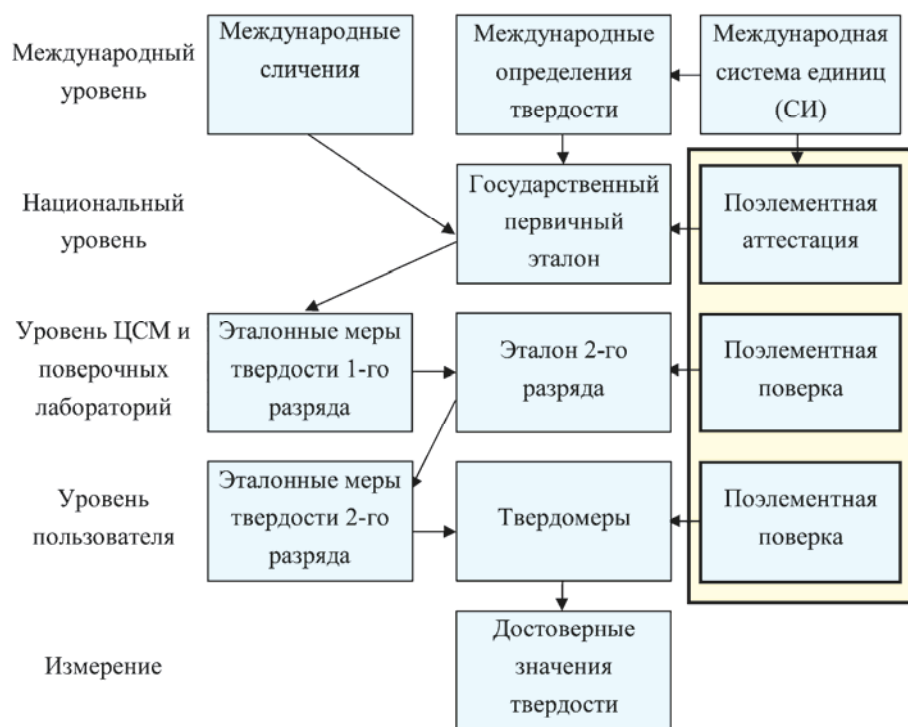 Международный
уровень
Международные
сличения
Международные
определения
твердости
Международная
система единиц
(СИ)
Национальный
уровень
Государственный
первичный
эталон
Поэлементная
аттестация
Уровень ЦСМ и
поверочных
лабораторий
Эталонные меры
твердости 1-го
разряда
Эталон 2-го
разряда
Поэлементная
поверка
Уровень
пользователя
Эталонные меры
твердости 2-го
разряда
Твердомеры
Поэлементная
поверка
Измерение
Достоверные
значения
твердости